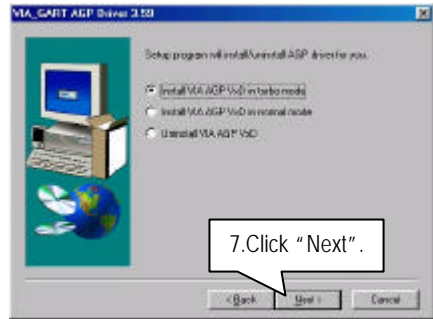 VIA_GART AGP Driver 3.59
Setup program will install/uninstall AGP driver for you.
Install VIA AGP VxD in turbo mode
Install VIA AGP VxD in normal mode
Uninstall VIA AGP VxD
7.Click “Next”.
< Back
Next >
Cancel